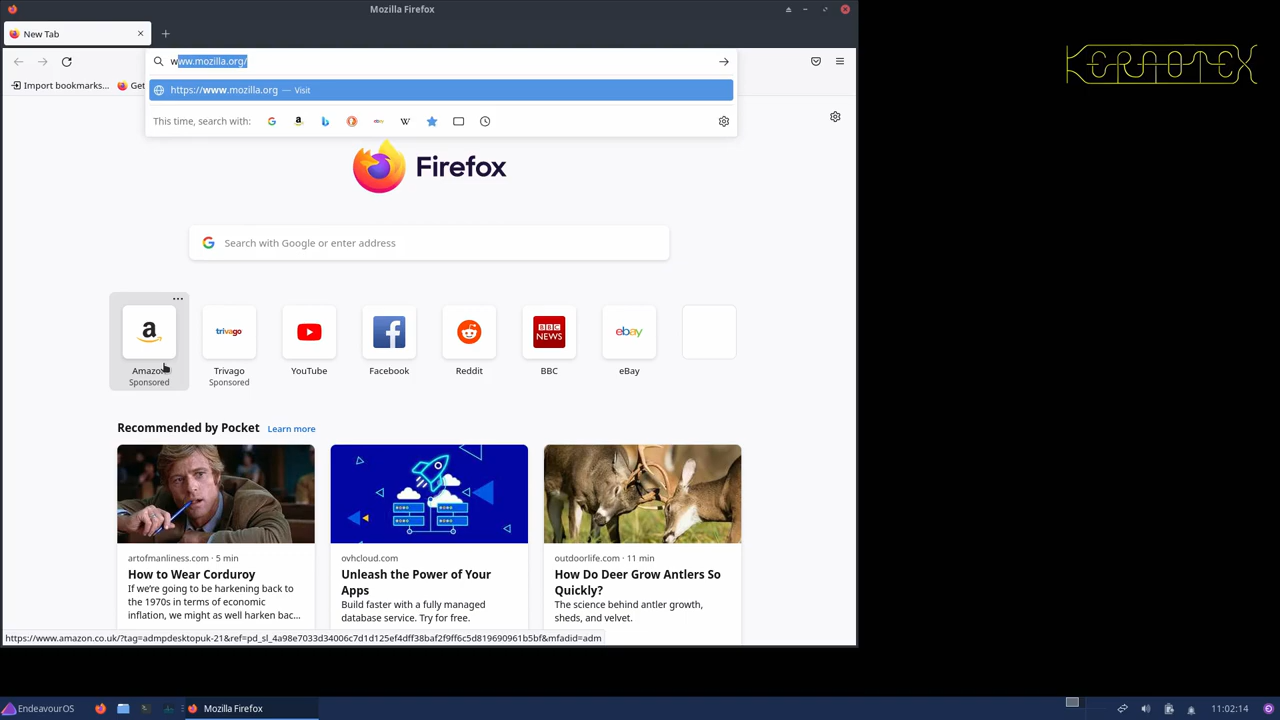 Mozilla Firefox
New Tab
www.mozilla.org/
Import bookmarks...
Get
https://www.mozilla.org — Visit
This time, search with:
KERAOTEX
Firefox
Search with Google or enter address
Amazon
Sponsored
trivago
Trivago
Sponsored
YouTube
Facebook
Reddit
BBC
NEWS
BBC
ebay
eBay
Recommended by Pocket
Learn more
artofmanliness.com · 5 min
How to Wear Corduroy
If we're going to be harkening back to
the 1970s in terms of economic
inflation, we might as well harken bac...
ovhcloud.com
Unleash the Power of Your
Apps
Build faster with a fully managed
database service. Try for free.
outdoorlife.com · 11 min
How Do Deer Grow Antlers So
Quickly?
The science behind antler growth,
sheds, and velvet.
https://www.amazon.co.uk/?tag=admpdesktopuk-21&ref=pd_sl_4a98e7033d34006c7d1d125ef4dff38baf2f9ff6c5d819690961b5bf&mfadid=adm
EndeavourOS
Mozilla Firefox
11:02:14